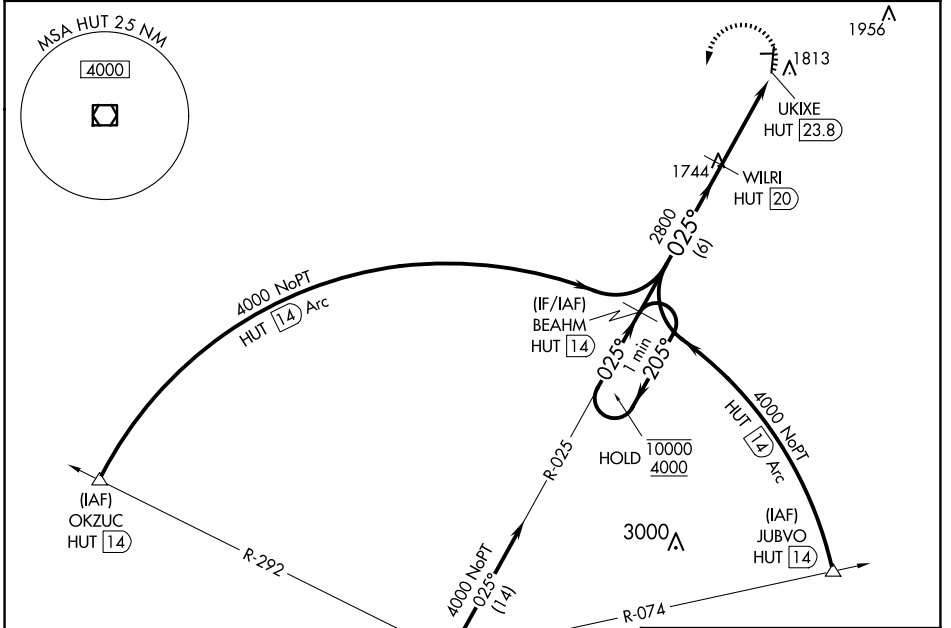 MSA HUT 25 NM
4000
1956
1813
UKIXE
HUT 23.8
1744
WILRI
HUT 20
2800
025°
(6)
4000 NoPT
HUT 14 Arc
(IF/IAF)
BEAHM
HUT 14
025°
1 min
205°
HOLD
10000
4000
4000 NoPT
HUT 14 Arc
(IAF)
OKZUC
HUT 14
R-025
3000
(IAF)
JUBVO
HUT 14
R-292
4000 NoPT
025°
(14)
R-074